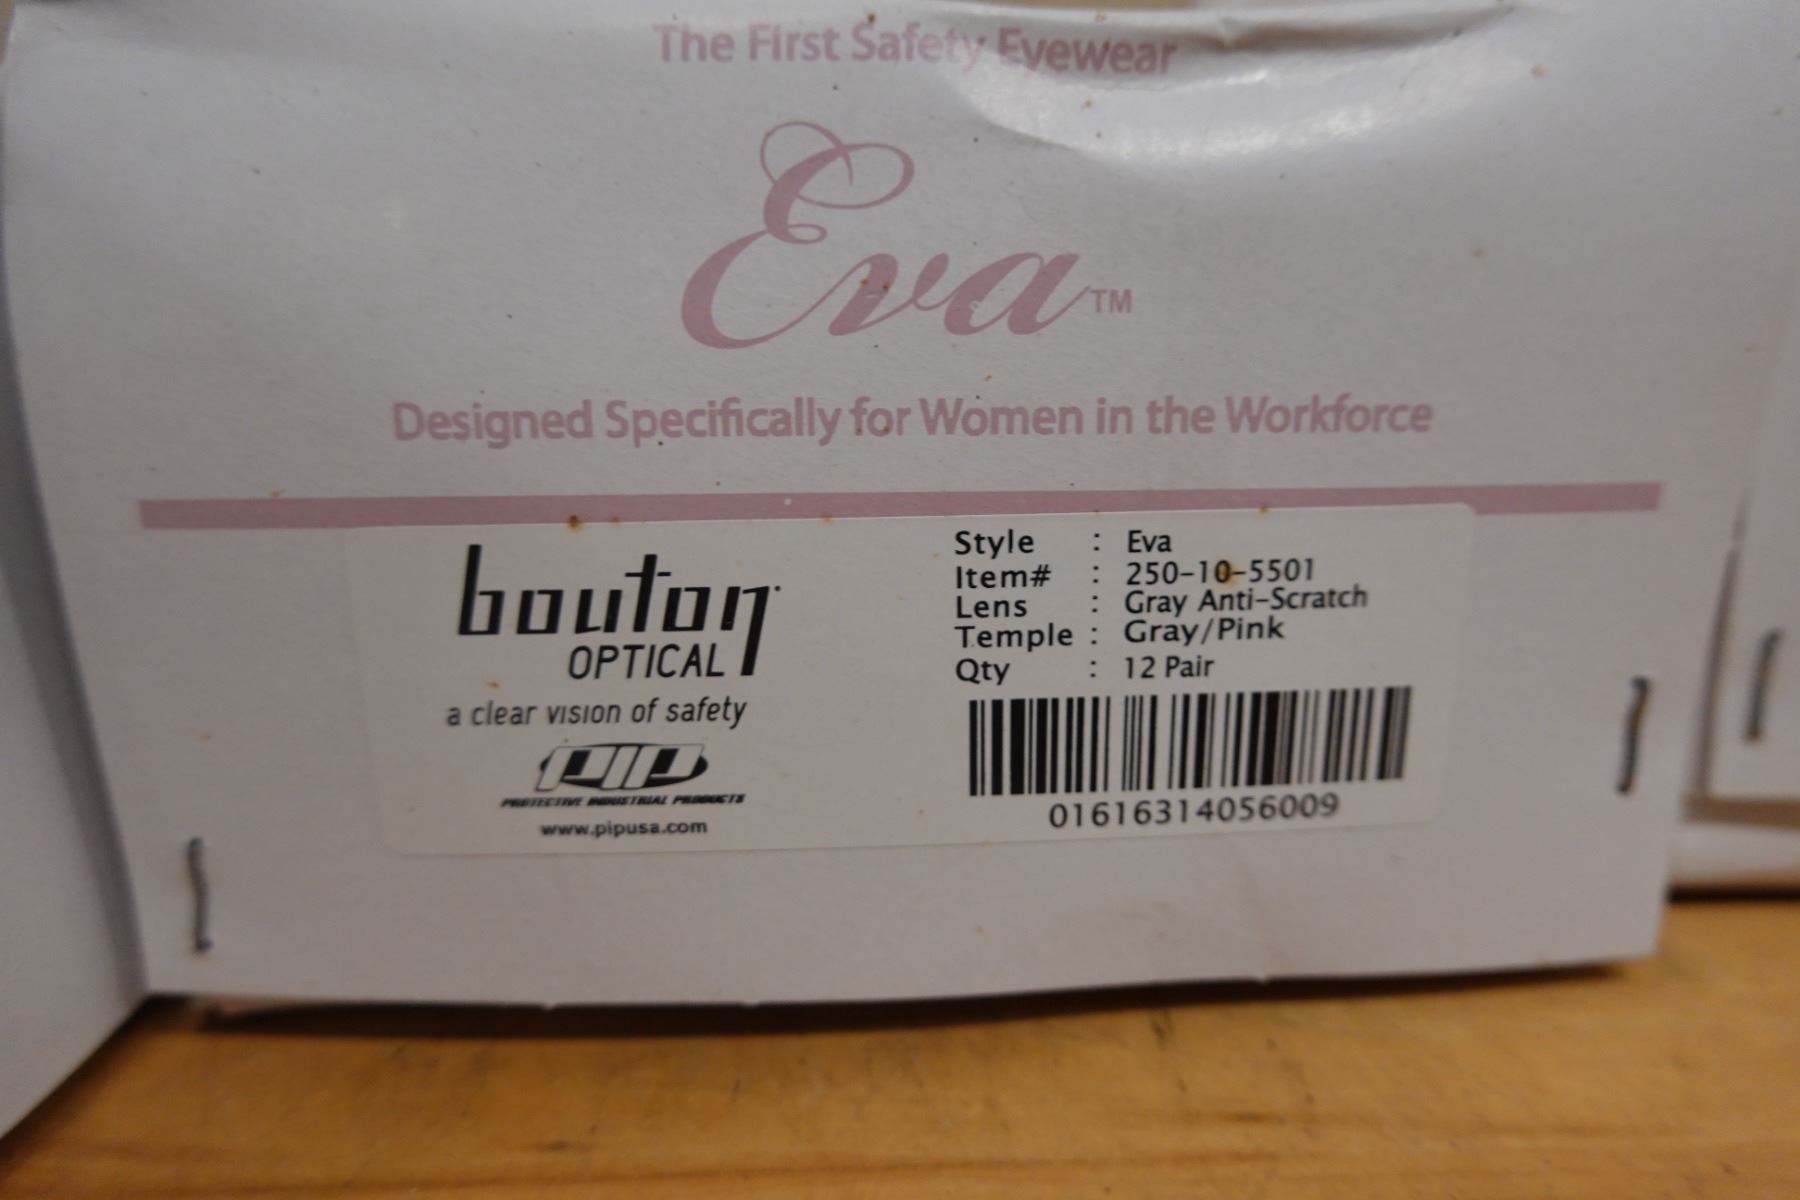 The First Safety Eyewear
Eva™
Designed Specifically for Women in the Workforce
bouton
OPTICAL
a clear vision of safety
PIP
PROTECTIVE INDUSTRIAL PRODUCTS
www.pipusa.com
Style : Eva
Item# : 250-10-5501
Lens : Gray Anti-Scratch
Temple : Gray/Pink
Qty : 12 Pair
01616314056009